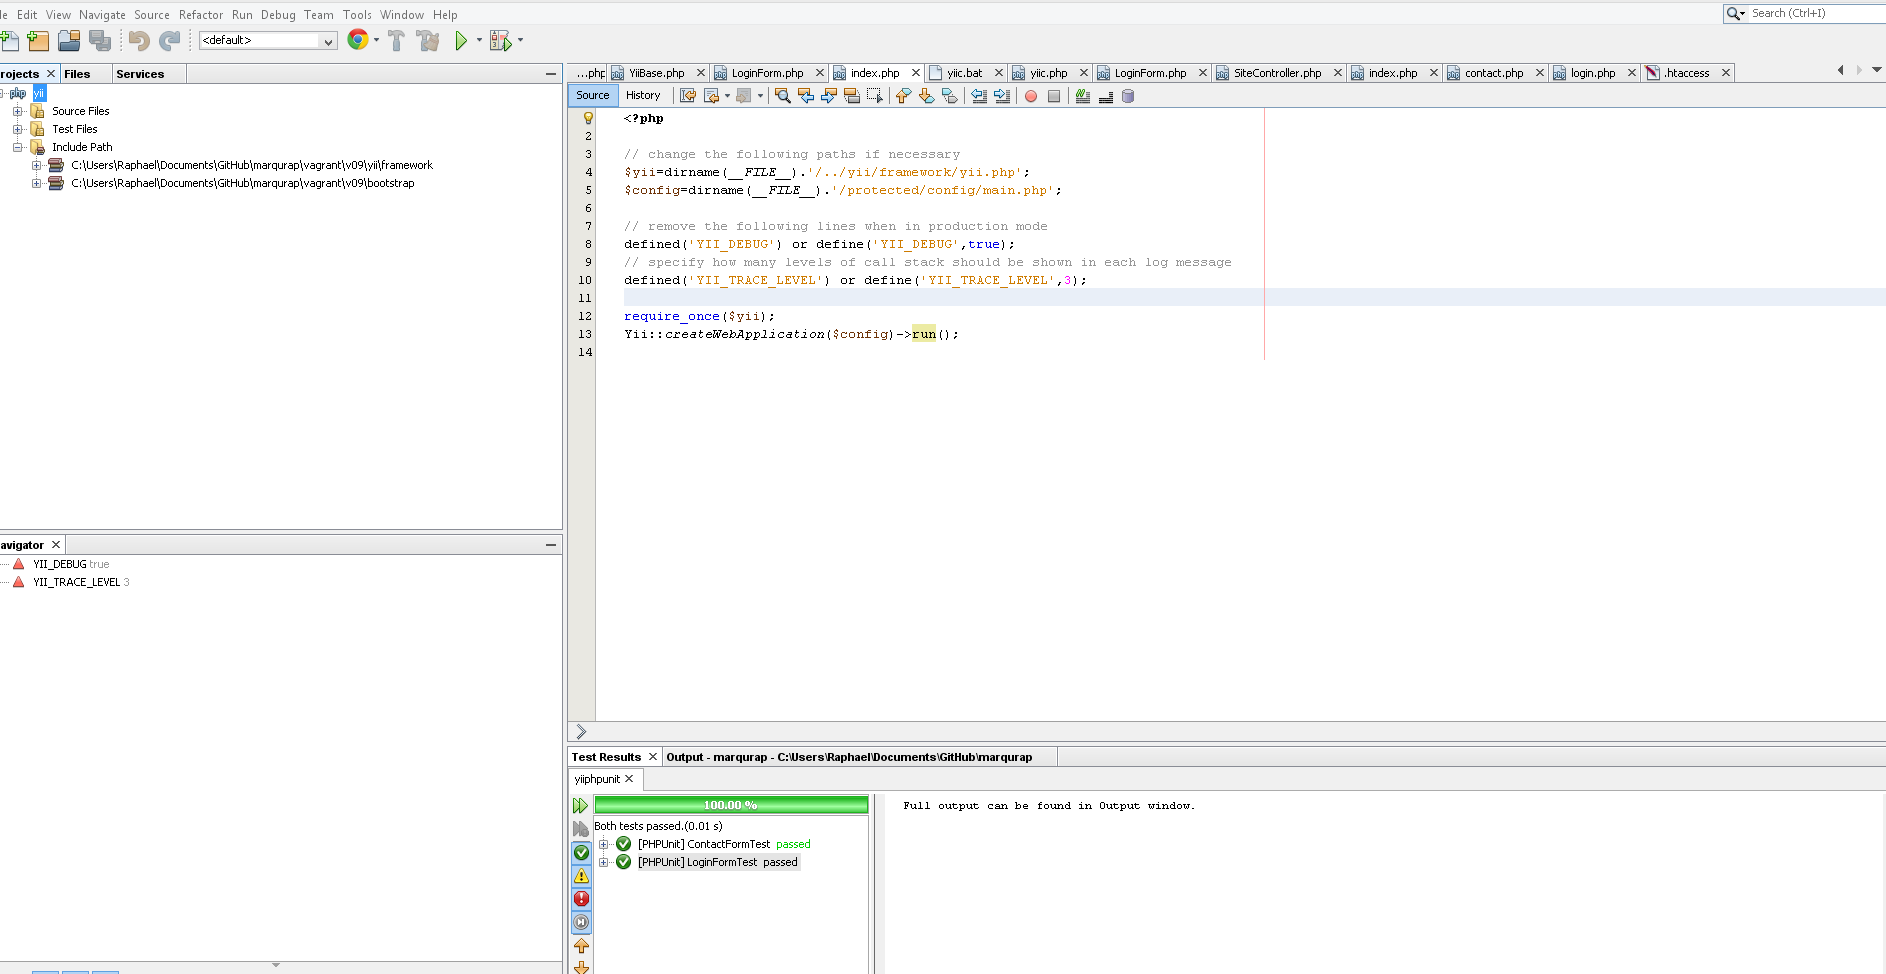 le Edit View Navigate Source Refactor Run Debug Team Tools Window Help
Search (Ctrl+I)
<default>
rojects Files Services
php yii
Source Files
Test Files
Include Path
C:\Users\Raphael\Documents\GitHub\marqurap\vagrant\v09\yii\framework
C:\Users\Raphael\Documents\GitHub\marqurap\vagrant\v09\bootstrap
avigator
YII_DEBUG true
YII_TRACE_LEVEL 3
...php YiiBase.php LoginForm.php index.php yiic.bat yiic.php LoginForm.php SiteController.php index.php contact.php login.php .htaccess
Source History
<?php
2
3 // change the following paths if necessary
4 $yii=dirname(__FILE__).'/../yii/framework/yii.php';
5 $config=dirname(__FILE__).'/protected/config/main.php';
6
7 // remove the following lines when in production mode
8 defined('YII_DEBUG') or define('YII_DEBUG',true);
9 // specify how many levels of call stack should be shown in each log message
10 defined('YII_TRACE_LEVEL') or define('YII_TRACE_LEVEL',3);
11
12 require_once($yii);
13 Yii::createWebApplication($config)->run();
14
Test Results Output - marqurap - C:\Users\Raphael\Documents\GitHub\marqurap
yiiphpunit
100.00 %
Both tests passed.(0.01 s)
[PHPUnit] ContactFormTest passed
[PHPUnit] LoginFormTest passed
Full output can be found in Output window.